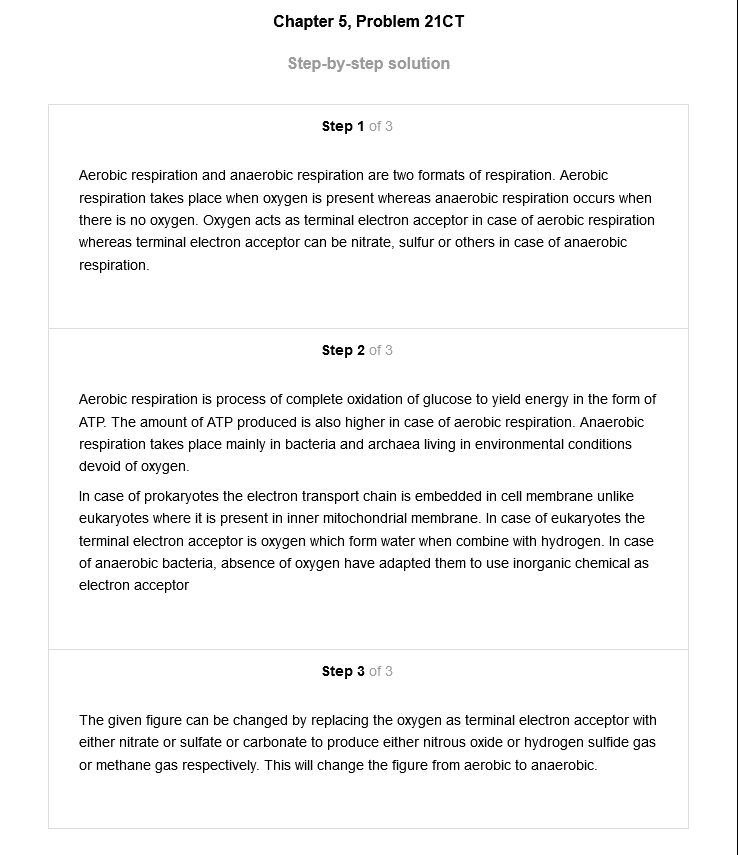 Chapter 5, Problem 21CT
Step-by-step solution
Step 1 of 3
Aerobic respiration and anaerobic respiration are two formats of respiration. Aerobic
respiration takes place when oxygen is present whereas anaerobic respiration occurs when
there is no oxygen. Oxygen acts as terminal electron acceptor in case of aerobic respiration
whereas terminal electron acceptor can be nitrate, sulfur or others in case of anaerobic
respiration.
Step 2 of 3
Aerobic respiration is process of complete oxidation of glucose to yield energy in the form of
ATP. The amount of ATP produced is also higher in case of aerobic respiration. Anaerobic
respiration takes place mainly in bacteria and archaea living in environmental conditions
devoid of oxygen.
In case of prokaryotes the electron transport chain is embedded in cell membrane unlike
eukaryotes where it is present in inner mitochondrial membrane. In case of eukaryotes the
terminal electron acceptor is oxygen which form water when combine with hydrogen. In case
of anaerobic bacteria, absence of oxygen have adapted them to use inorganic chemical as
electron acceptor
Step 3 of 3
The given figure can be changed by replacing the oxygen as terminal electron acceptor with
either nitrate or sulfate or carbonate to produce either nitrous oxide or hydrogen sulfide gas
or methane gas respectively. This will change the figure from aerobic to anaerobic.